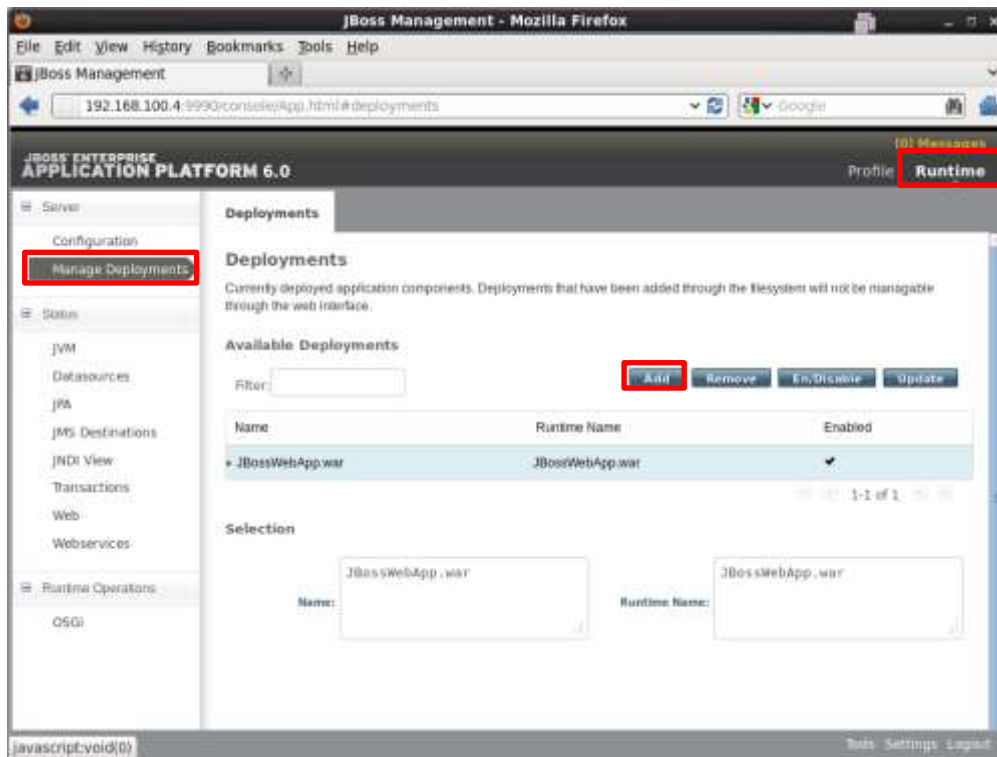 JBoss Management - Mozilla Firefox
File Edit View History Bookmarks Tools Help
JBoss Management
192.168.100.4:9990/console/App.html#deployments Google
(0) Messages
JBOSS ENTERPRISE
APPLICATION PLATFORM 6.0
Profile Runtime
Server
Configuration
Manage Deployments
Status
JVM
Datasources
JPA
JMS Destinations
JNDI View
Transactions
Web
Webservices
Runtime Operations
OSGi
Deployments
Deployments
Currently deployed application components. Deployments that have been added through the filesystem will not be managable
through the web interface.
Available Deployments
Filter:
Add Remove En/Disable Update
Name Runtime Name Enabled
JBossWebApp.war JBossWebApp.war
1-1 of 1
Selection
Name: JBossWebApp.war Runtime Name: JBossWebApp.war
javascript:void(0) Tools Settings Logout